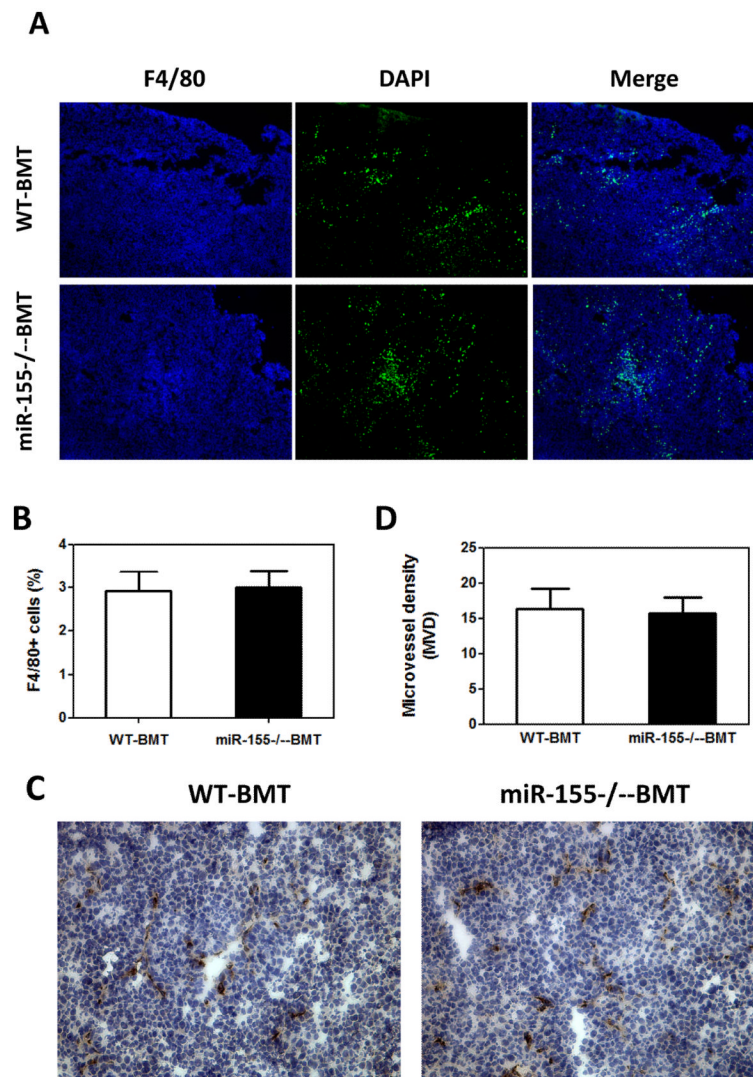 A
F4/80 DAPI Merge
WT-BMT
miR-155-/--BMT
B
F4/80+ cells (%)
4
3
2
1
0
WT-BMT miR-155-/--BMT
D
Microvessel density
(MVD)
25
20
15
10
5
0
WT-BMT miR-155-/--BMT
C
WT-BMT miR-155-/--BMT